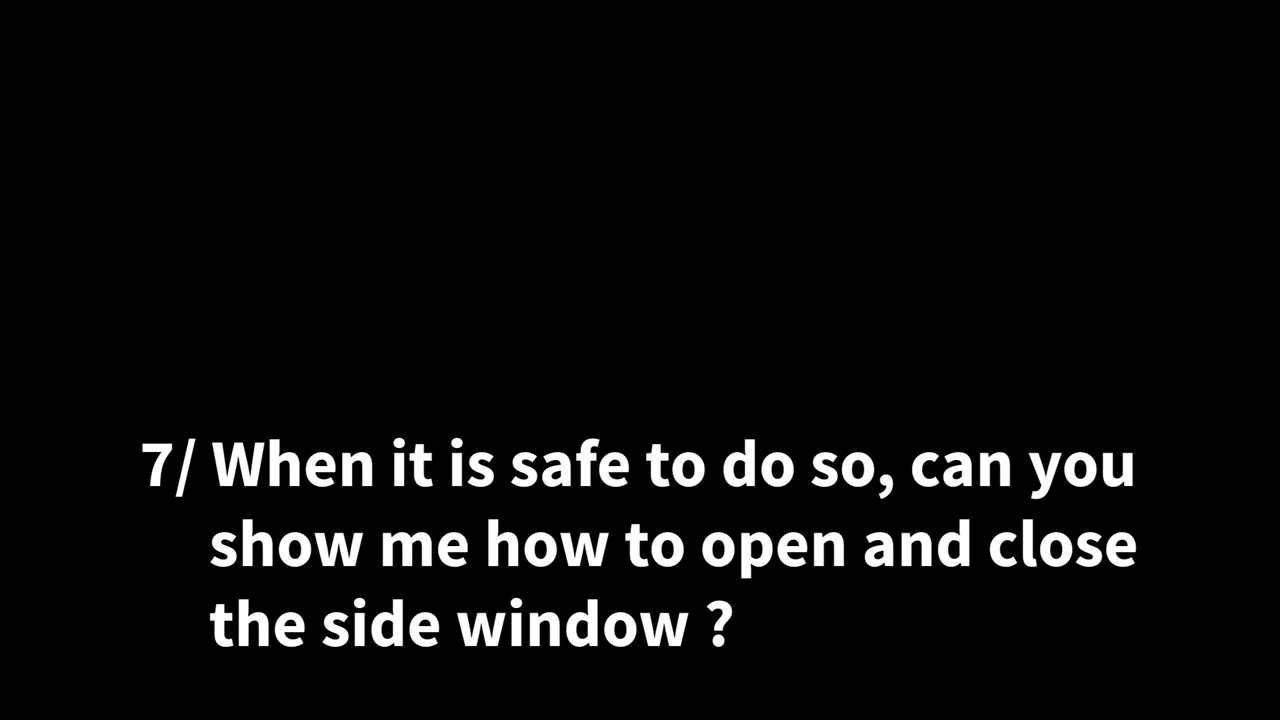 7/ When it is safe to do so, can you
show me how to open and close
the side window ?